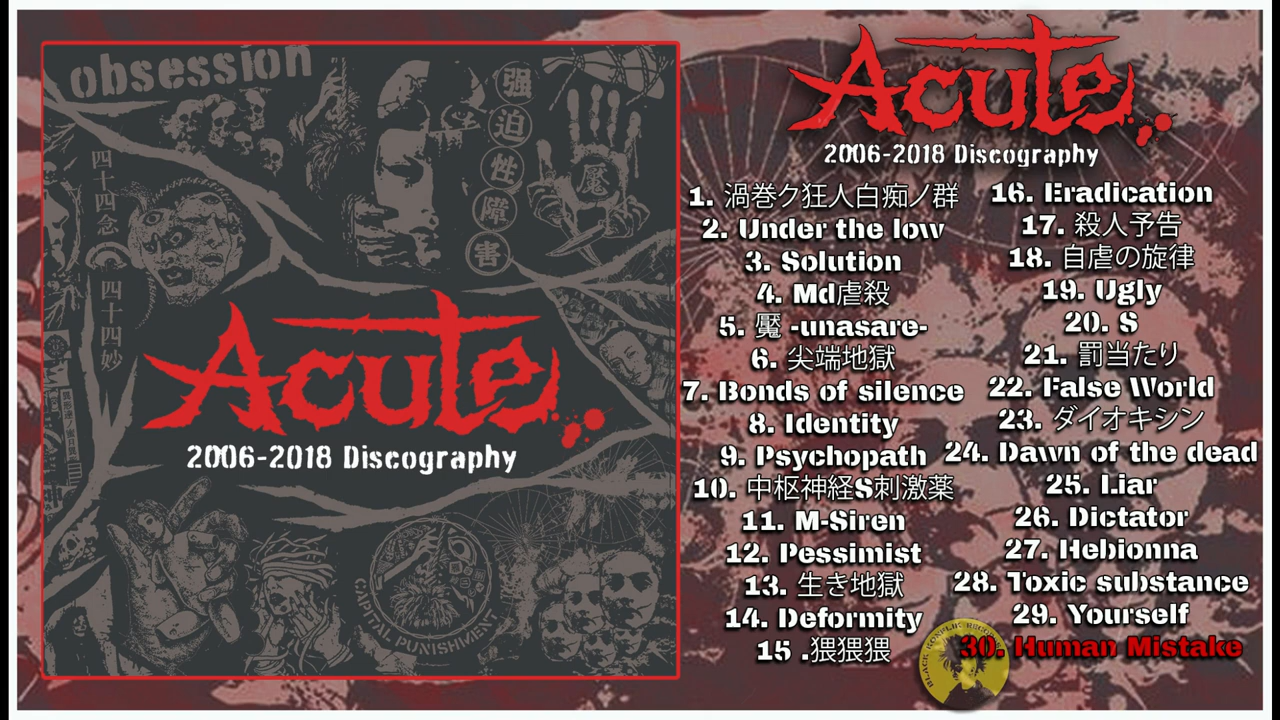 obsession
强
迫
性
障
害
魘
四十四念
四十四妙
Acute
2006-2018 Discography
CAPITAL PUNISHMENT
Acute
2006-2018 Discography
1. 渦巻ク狂人白痴ノ群
2. Under the low
3. Solution
4. Md虐殺
5. 魘 -unasare-
6. 尖端地獄
7. Bonds of silence
8. Identity
9. Psychopath
10. 中枢神経S刺激薬
11. M-Siren
12. Pessimist
13. 生き地獄
14. Deformity
15 .猥猥猥
16. Eradication
17. 殺人予告
18. 自虐の旋律
19. Ugly
20. S
21. 罰当たり
22. False World
23. ダイオキシン
24. Dawn of the dead
25. Liar
26. Dictator
27. Hebionna
28. Toxic substance
29. Yourself
30. Human Mistake
BLACK KONFLIK RECORDS